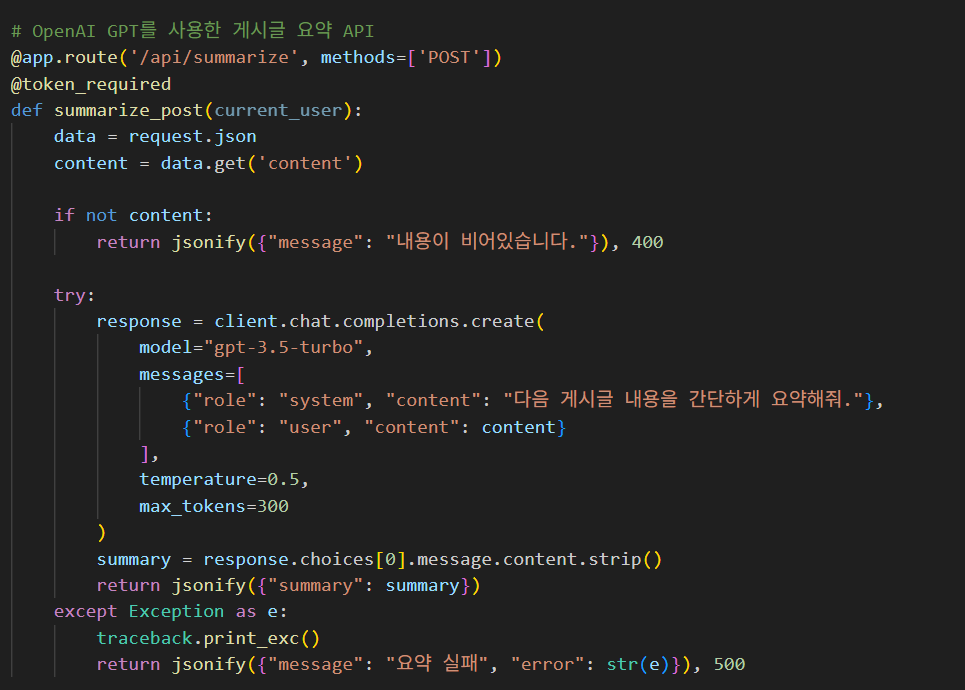 # OpenAI GPT를 사용한 게시글 요약 API
@app.route('/api/summarize', methods=['POST'])
@token_required
def summarize_post(current_user):
    data = request.json
    content = data.get('content')

    if not content:
        return jsonify({"message": "내용이 비어있습니다."}), 400

    try:
        response = client.chat.completions.create(
            model="gpt-3.5-turbo",
            messages=[
                {"role": "system", "content": "다음 게시글 내용을 간단하게 요약해줘."},
                {"role": "user", "content": content}
            ],
            temperature=0.5,
            max_tokens=300
        )
        summary = response.choices[0].message.content.strip()
        return jsonify({"summary": summary})
    except Exception as e:
        traceback.print_exc()
        return jsonify({"message": "요약 실패", "error": str(e)}), 500